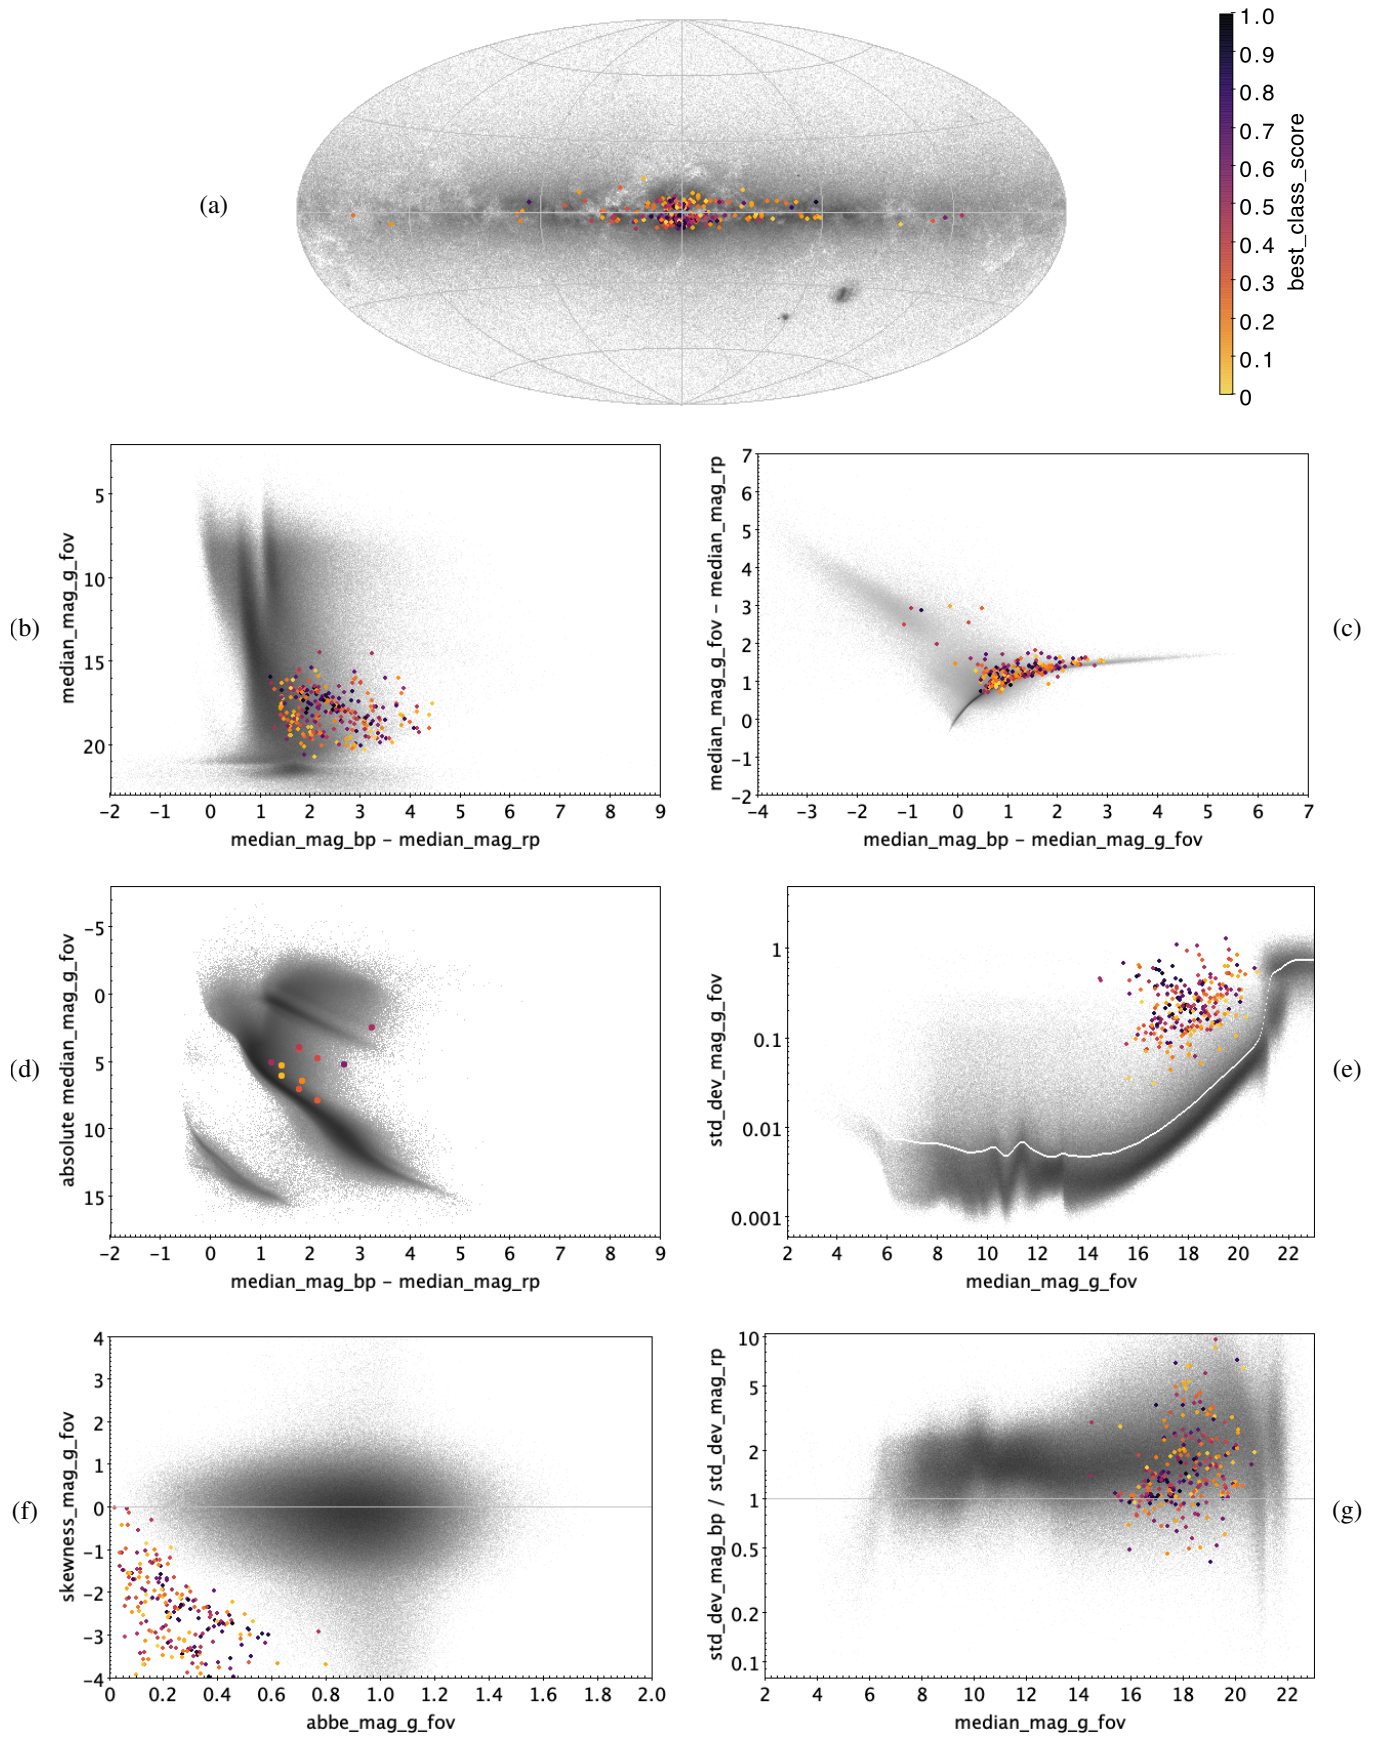 (a)
1.0
0.9
0.8
0.7
0.6
0.5
0.4
0.3
0.2
0.1
0
best_class_score
(b)
median_mag_g_fov
5
10
15
20
−2 −1 0 1 2 3 4 5 6 7 8 9
median_mag_bp − median_mag_rp
(c)
median_mag_g_fov − median_mag_rp
7
6
5
4
3
2
1
0
−1
−2
−4 −3 −2 −1 0 1 2 3 4 5 6 7
median_mag_bp − median_mag_g_fov
(d)
absolute median_mag_g_fov
−5
0
5
10
15
−2 −1 0 1 2 3 4 5 6 7 8 9
median_mag_bp − median_mag_rp
(e)
std_dev_mag_g_fov
1
0.1
0.01
0.001
2 4 6 8 10 12 14 16 18 20 22
median_mag_g_fov
(f)
skewness_mag_g_fov
4
3
2
1
0
−1
−2
−3
−4
0 0.2 0.4 0.6 0.8 1.0 1.2 1.4 1.6 1.8 2.0
abbe_mag_g_fov
(g)
std_dev_mag_bp / std_dev_mag_rp
10
5
2
1
0.5
0.2
0.1
2 4 6 8 10 12 14 16 18 20 22
median_mag_g_fov